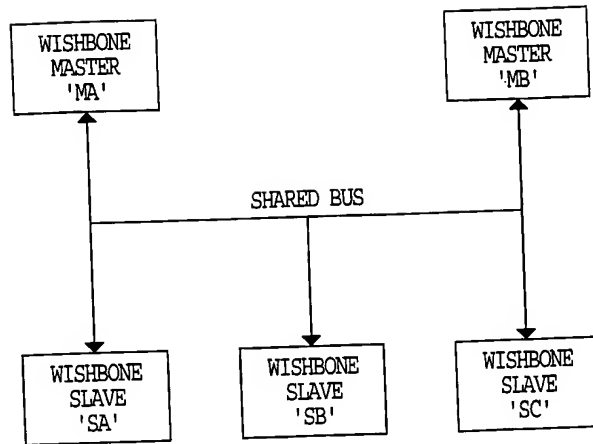 WISHBONE
MASTER
'MA'
WISHBONE
MASTER
'MB'
SHARED BUS
WISHBONE
SLAVE
'SA'
WISHBONE
SLAVE
'SB'
WISHBONE
SLAVE
'SC'